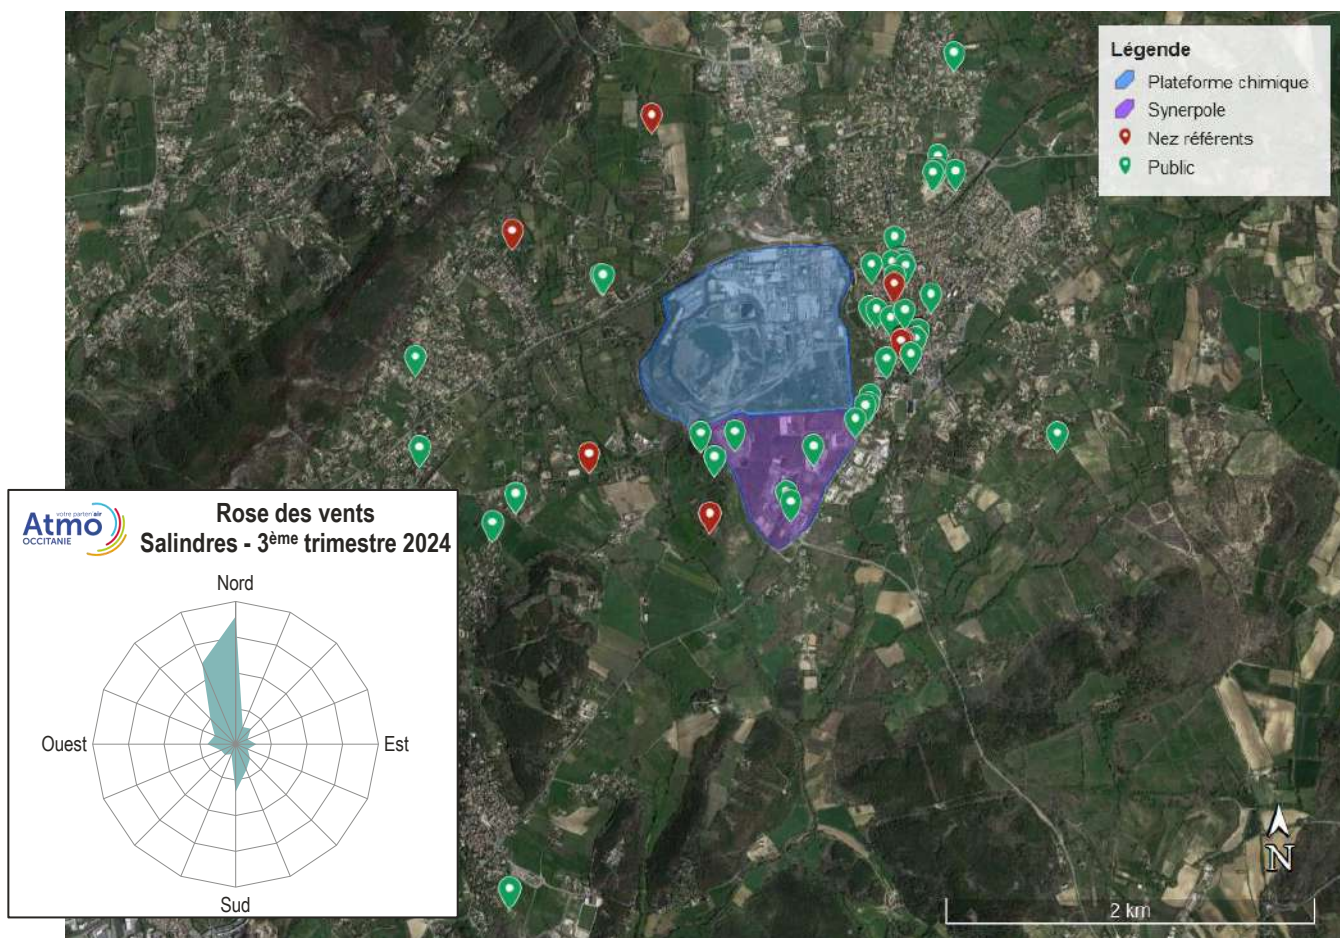 Légende
Plateforme chimique
Synerpole
Nez référents
Public
votre parten'air
Atmo
OCCITANIE
Rose des vents
Salindres - 3ème trimestre 2024
Nord
Ouest
Est
Sud
N
2 km